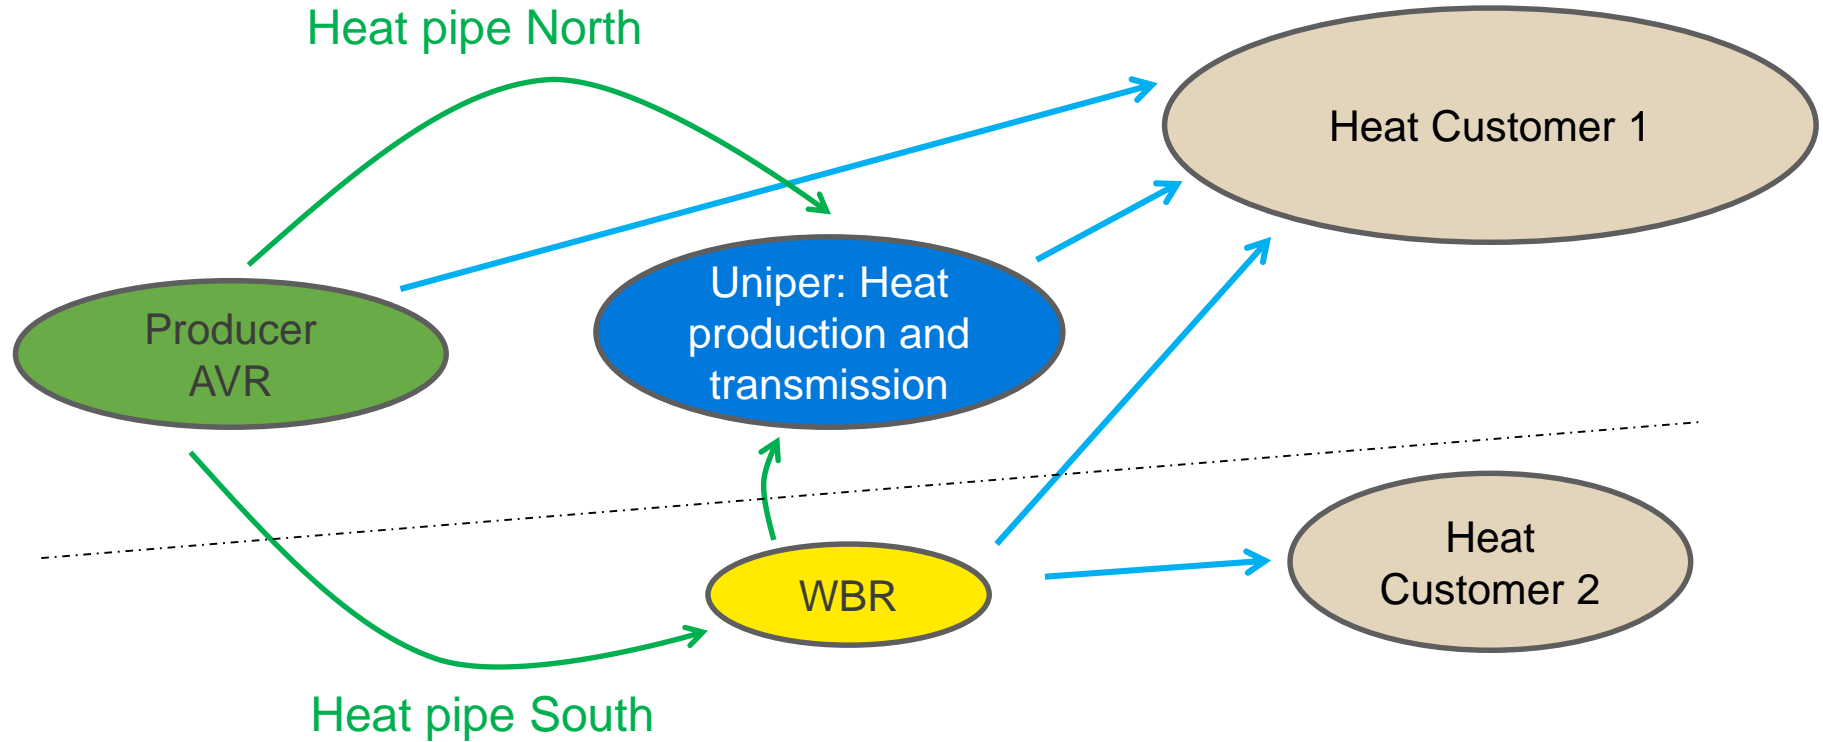 Heat pipe North
Heat Customer 1
Uniper: Heat
production and
transmission
Producer
AVR
Heat
Customer 2
WBR
Heat pipe South